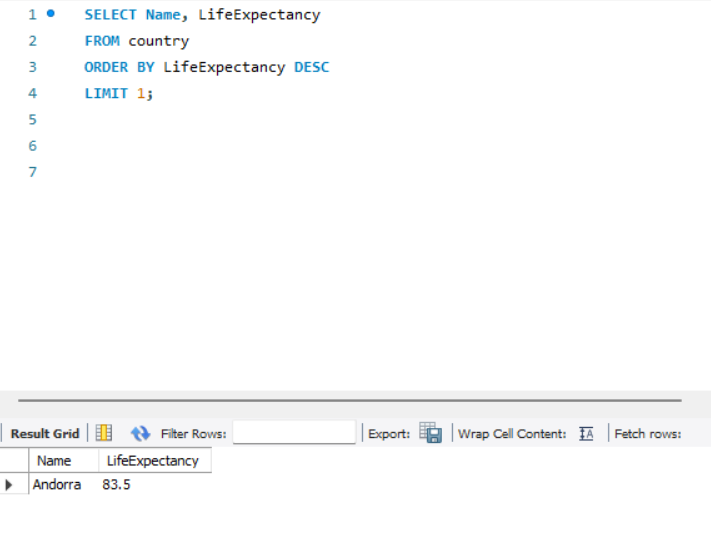 1 SELECT Name, LifeExpectancy
2 FROM country
3 ORDER BY LifeExpectancy DESC
4 LIMIT 1;
5
6
7
Result Grid Filter Rows: Export: Wrap Cell Content: Fetch rows:
Name LifeExpectancy
Andorra 83.5